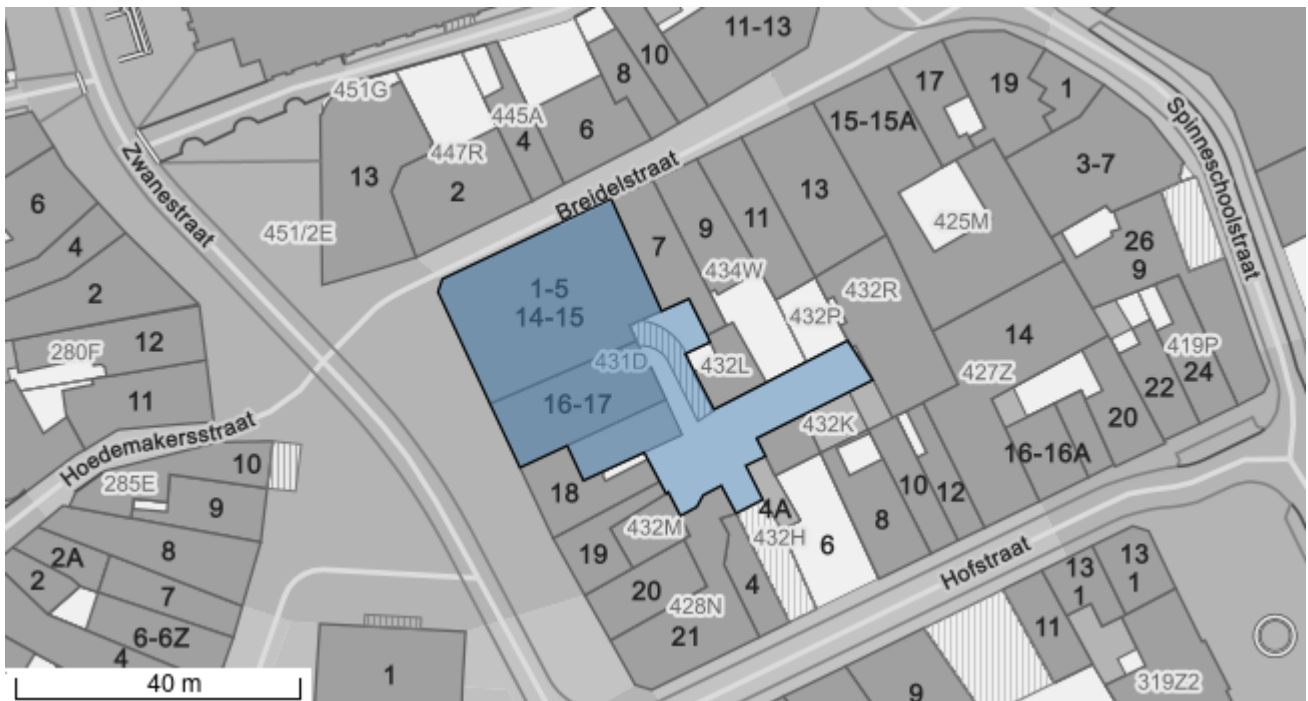 11-13
10
8
17
19
1
451G
445A
4
6
15-15A
Spinneschoolstraat
Zwanestraat
13
447R
2
Breidelstraat
13
3-7
6
451/2E
7
9
11
425M
26
9
4
2
1-5
14-15
434W
432R
432P
12
280F
431D
432L
14
427Z
419P
11
16-17
22
24
432K
20
Hoedemakersstraat
10
285E
9
18
16-16A
10
12
4A
8
432M
432H
6
8
2A
2
7
19
20
4
Hofstraat
13
1
13
1
6-6Z
428N
21
11
4
1
9
319Z2
40 m